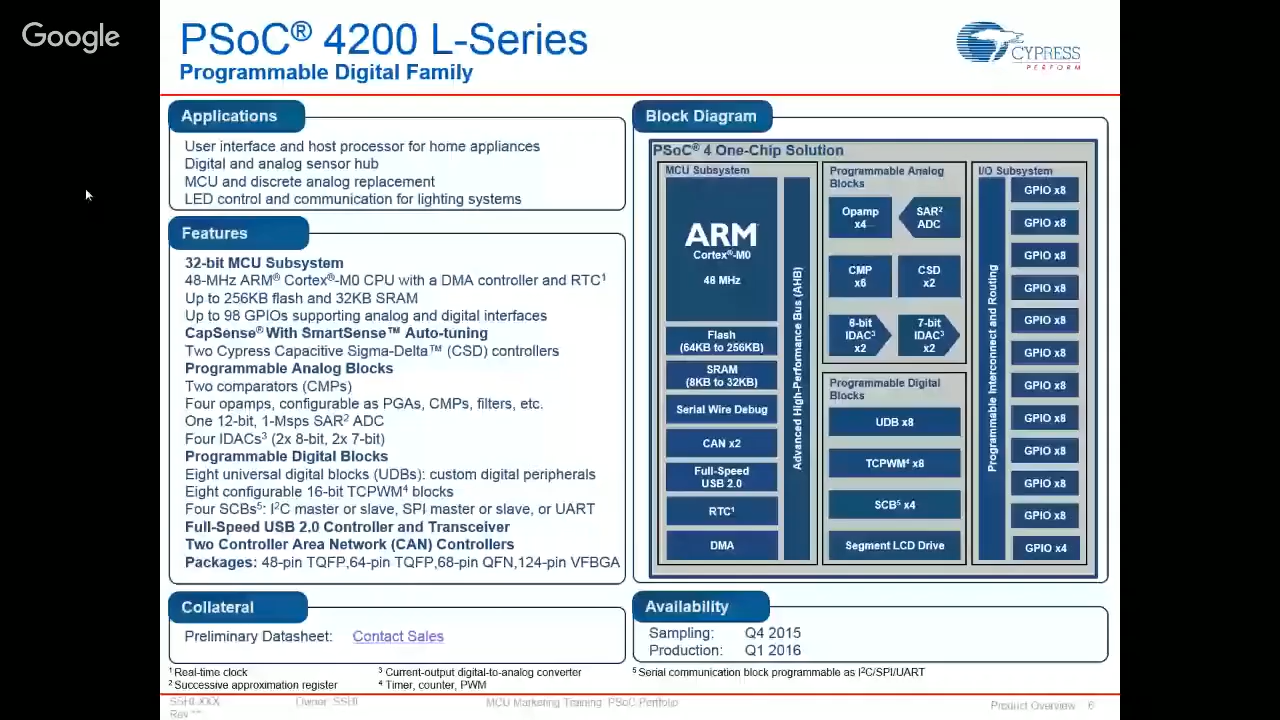 Google
PSoC® 4200 L-Series
Programmable Digital Family
CYPRESS
PERFORM
Applications
User interface and host processor for home appliances
Digital and analog sensor hub
MCU and discrete analog replacement
LED control and communication for lighting systems
Features
32-bit MCU Subsystem
48-MHz ARM® Cortex®-M0 CPU with a DMA controller and RTC¹
Up to 256KB flash and 32KB SRAM
Up to 98 GPIOs supporting analog and digital interfaces
CapSense® With SmartSense™ Auto-tuning
Two Cypress Capacitive Sigma-Delta™ (CSD) controllers
Programmable Analog Blocks
Two comparators (CMPs)
Four opamps, configurable as PGAs, CMPs, filters, etc.
One 12-bit, 1-Msps SAR² ADC
Four IDACs³ (2x 8-bit, 2x 7-bit)
Programmable Digital Blocks
Eight universal digital blocks (UDBs): custom digital peripherals
Eight configurable 16-bit TCPWM⁴ blocks
Four SCBs⁵: I²C master or slave, SPI master or slave, or UART
Full-Speed USB 2.0 Controller and Transceiver
Two Controller Area Network (CAN) Controllers
Packages: 48-pin TQFP,64-pin TQFP,68-pin QFN,124-pin VFBGA
Collateral
Preliminary Datasheet: Contact Sales
Block Diagram
PSoC® 4 One-Chip Solution
MCU Subsystem
ARM
Cortex®-M0
48 MHz
Flash
(64KB to 256KB)
SRAM
(8KB to 32KB)
Serial Wire Debug
CAN x2
Full-Speed
USB 2.0
RTC¹
DMA
Advanced High-Performance Bus (AHB)
Programmable Analog
Blocks
Opamp
x4
SAR²
ADC
CMP
x6
CSD
x2
8-bit
IDAC³
x2
7-bit
IDAC³
x2
Programmable Digital
Blocks
UDB x8
TCPWM⁴ x8
SCB⁵ x4
Segment LCD Drive
I/O Subsystem
Programmable Interconnect and Routing
GPIO x8
GPIO x8
GPIO x8
GPIO x8
GPIO x8
GPIO x8
GPIO x8
GPIO x8
GPIO x8
GPIO x8
GPIO x8
GPIO x4
Availability
Sampling: Q4 2015
Production: Q1 2016
¹ Real-time clock
² Successive approximation register
³ Current-output digital-to-analog converter
⁴ Timer, counter, PWM
⁵ Serial communication block programmable as I²C/SPI/UART
Rev **
Owner: SSHI
MCU Marketing Training: PSoC Portfolio
Product Overview 6